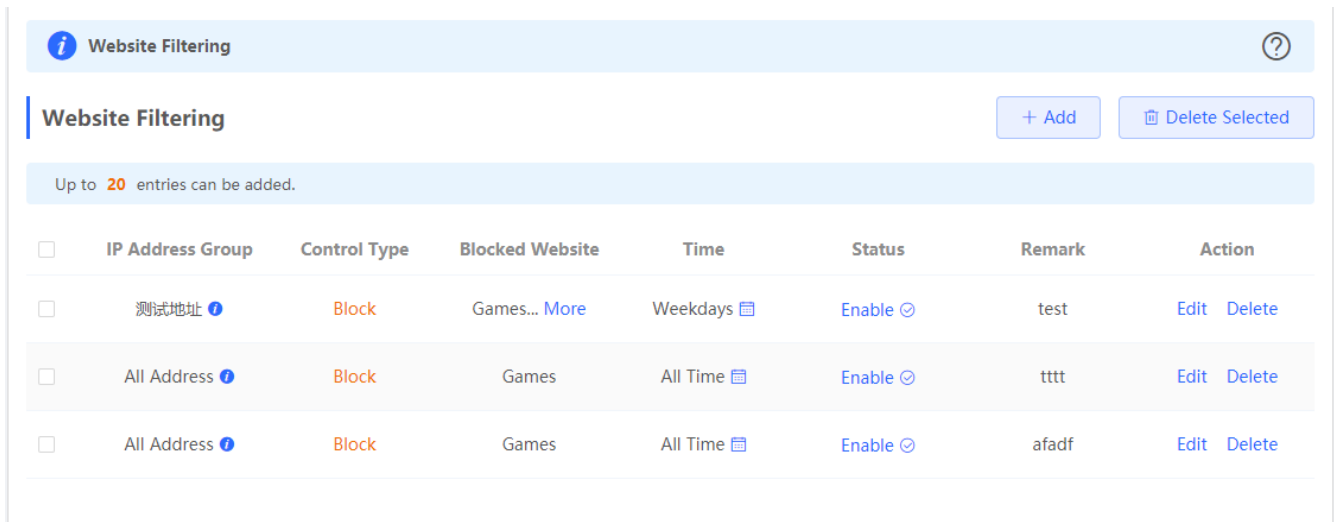 Website Filtering
Website Filtering
+ Add
Delete Selected
Up to 20 entries can be added.
IP Address Group Control Type Blocked Website Time Status Remark Action
测试地址 Block Games... More Weekdays Enable test Edit Delete
All Address Block Games All Time Enable tttt Edit Delete
All Address Block Games All Time Enable afadf Edit Delete